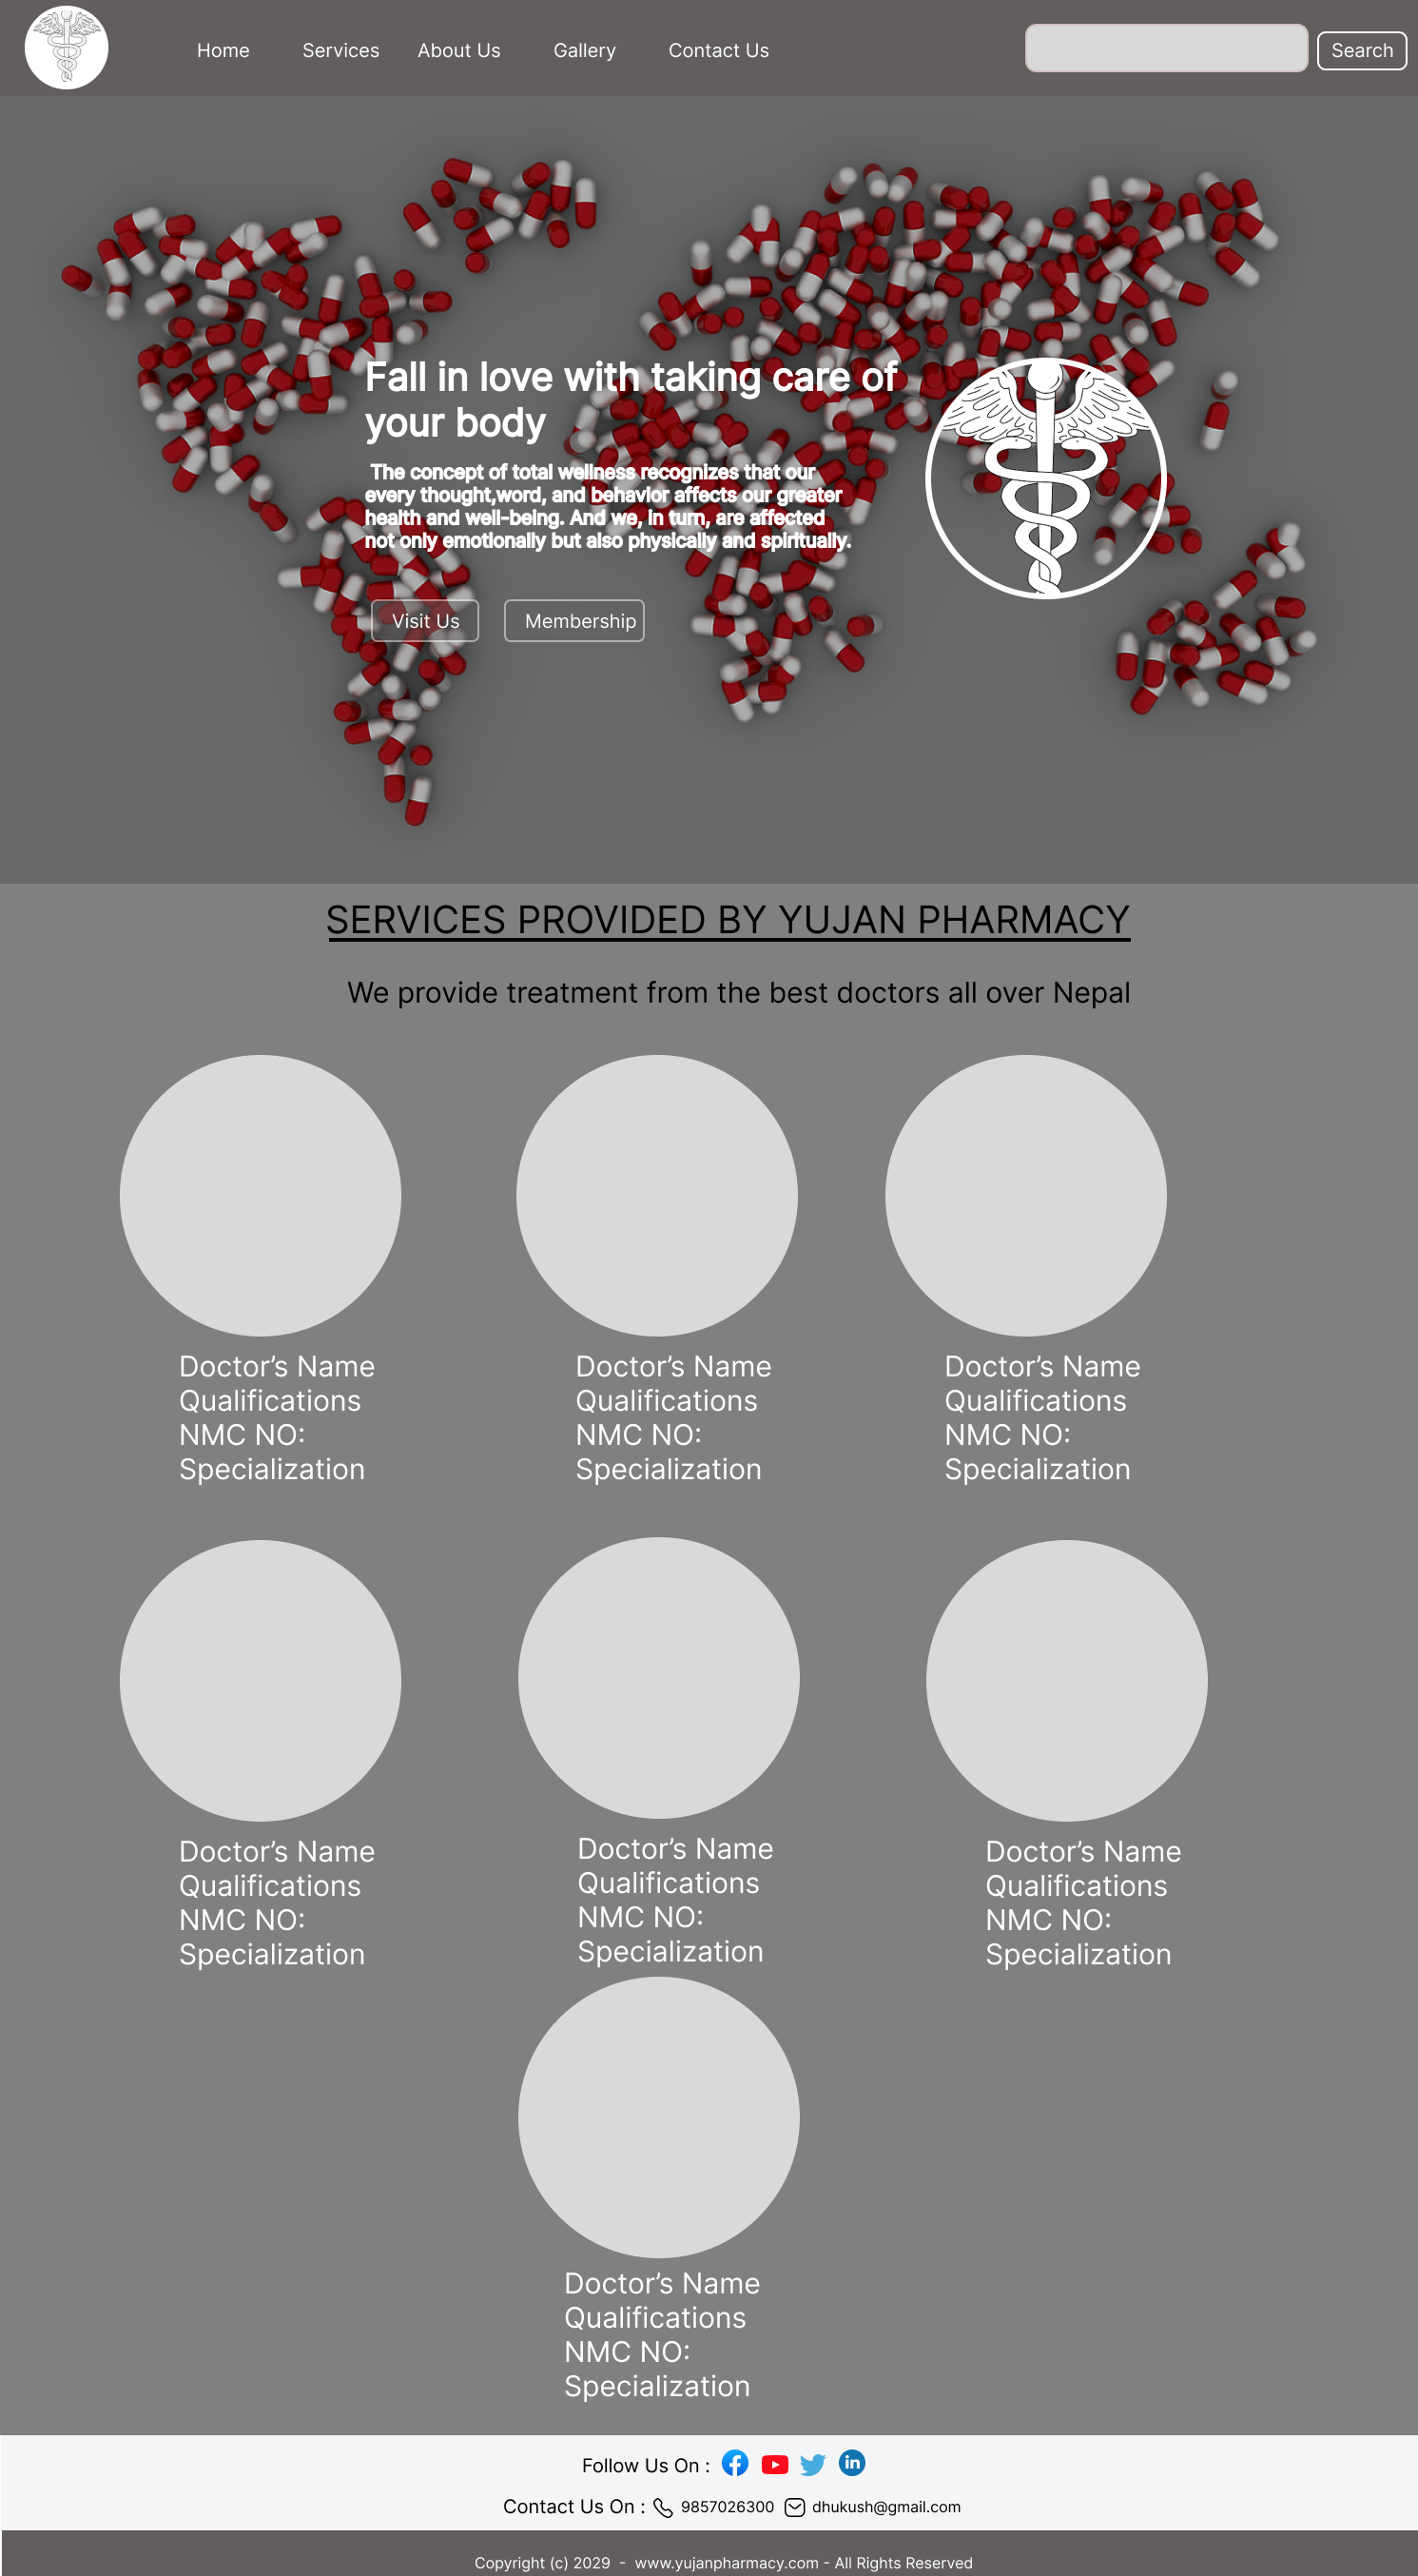 Home Services About Us Gallery Contact Us Search
Fall in love with taking care of
your body
The concept of total wellness recognizes that our
every thought,word, and behavior affects our greater
health and well-being. And we, in turn, are affected
not only emotionally but also physically and spiritually.
Visit Us Membership
SERVICES PROVIDED BY YUJAN PHARMACY
We provide treatment from the best doctors all over Nepal
Doctor’s Name
Qualifications
NMC NO:
Specialization
Doctor’s Name
Qualifications
NMC NO:
Specialization
Doctor’s Name
Qualifications
NMC NO:
Specialization
Doctor’s Name
Qualifications
NMC NO:
Specialization
Doctor’s Name
Qualifications
NMC NO:
Specialization
Doctor’s Name
Qualifications
NMC NO:
Specialization
Doctor’s Name
Qualifications
NMC NO:
Specialization
Follow Us On :
in
Contact Us On : 9857026300 dhukush@gmail.com
Copyright (c) 2029 - www.yujanpharmacy.com - All Rights Reserved